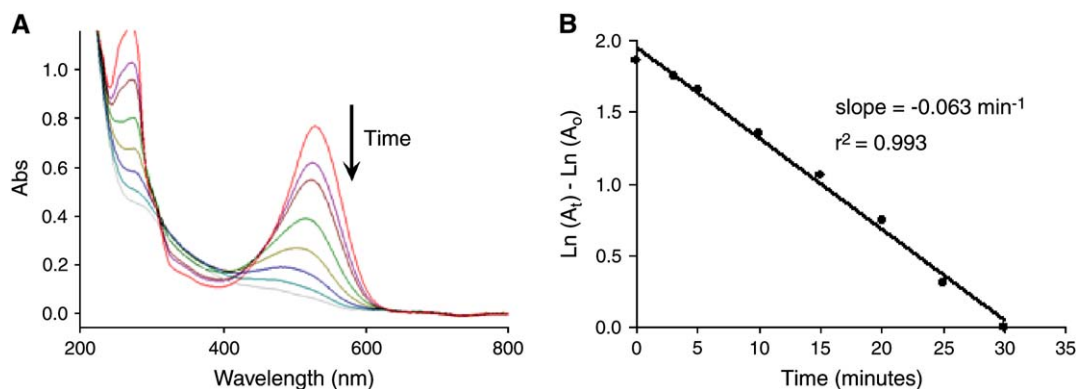 A
1.0
0.8
0.6
0.4
0.2
0.0
Abs
Time
200 400 600 800
Wavelength (nm)
B
2.0
1.5
1.0
0.5
0.0
Ln (Aₜ) - Ln (Aₒ)
slope = -0.063 min⁻¹
r² = 0.993
0 5 10 15 20 25 30 35
Time (minutes)